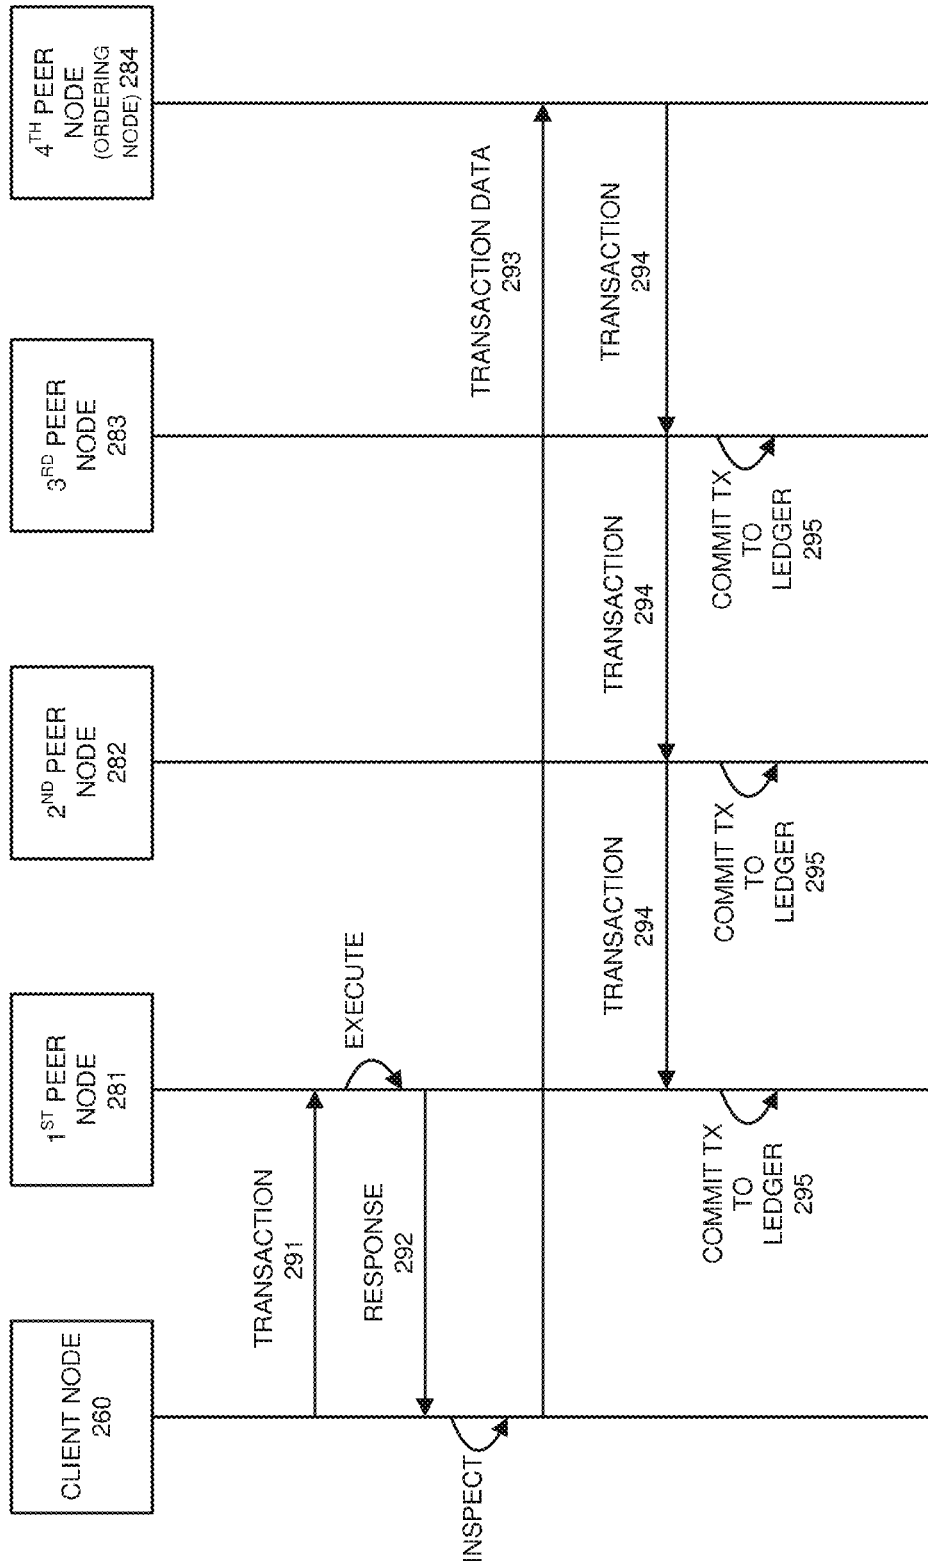 CLIENT NODE
260
1ST PEER
NODE
281
2ND PEER
NODE
282
3RD PEER
NODE
283
4TH PEER
NODE
(ORDERING
NODE) 284
TRANSACTION
291
EXECUTE
RESPONSE
292
INSPECT
TRANSACTION DATA
293
TRANSACTION
294
TRANSACTION
294
TRANSACTION
294
COMMIT TX
TO
LEDGER
295
COMMIT TX
TO
LEDGER
295
COMMIT TX
TO
LEDGER
295